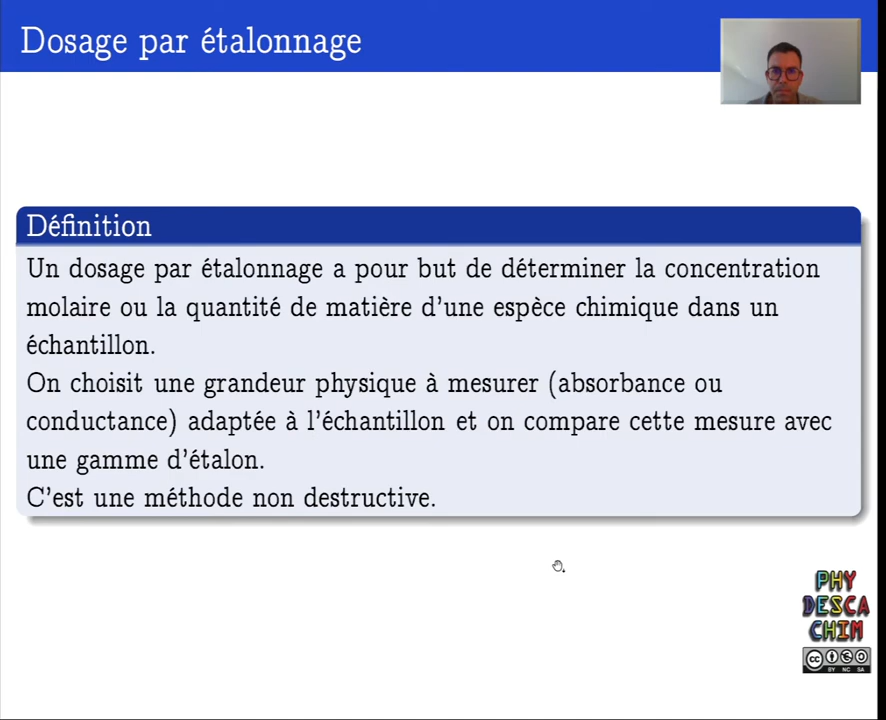 Dosage par étalonnage
Définition
Un dosage par étalonnage a pour but de déterminer la concentration
molaire ou la quantité de matière d'une espèce chimique dans un
échantillon.
On choisit une grandeur physique à mesurer (absorbance ou
conductance) adaptée à l'échantillon et on compare cette mesure avec
une gamme d'étalon.
C'est une méthode non destructive.
PHY
DESCA
CHIM
CC
BY NC SA